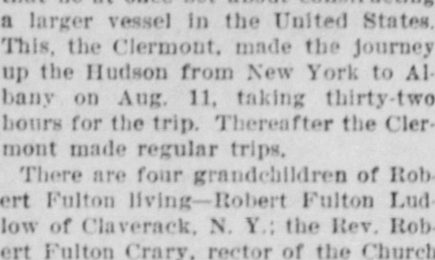 that he at once set about constructing
a larger vessel in the United States.
This, the Clermont, made the journey
up the Hudson from New York to Al-
bany on Aug. 11, taking thirty-two
hours for the trip. Thereafter the Cler-
mont made regular trips.
There are four grandchildren of Rob-
ert Fulton living—Robert Fulton Lud-
low of Claverack, N. Y.; the Rev. Rob-
ert Fulton Crary, rector of the Church